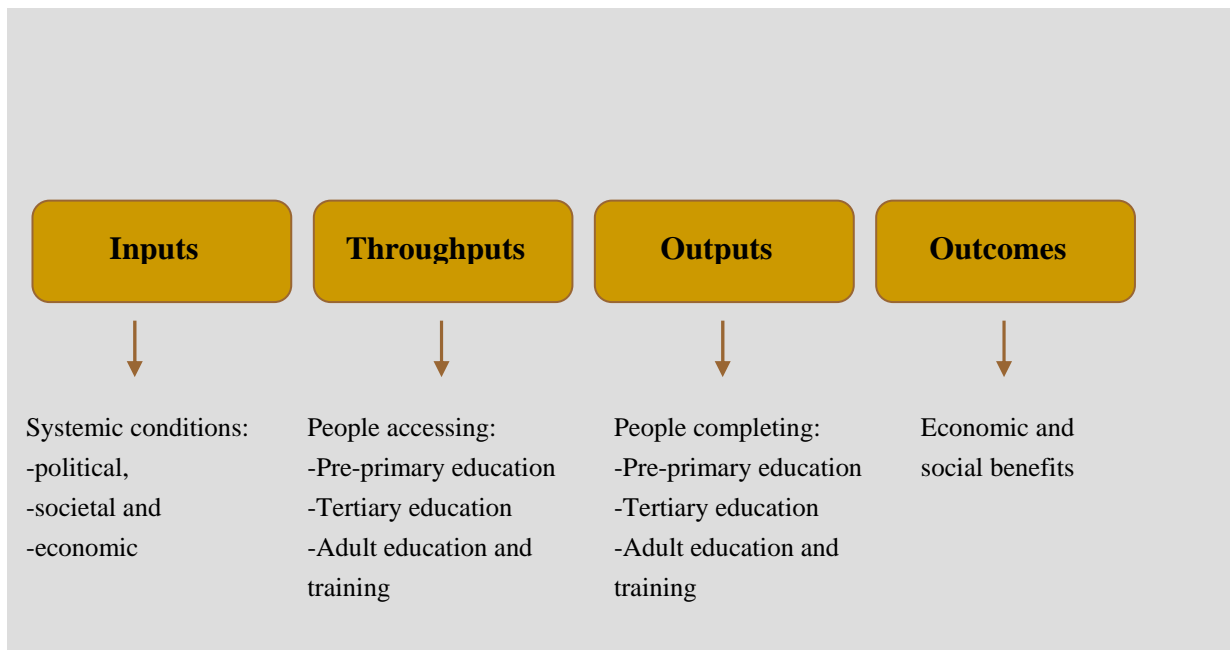 Inputs
Throughputs
Outputs
Outcomes
Systemic conditions:
-political,
-societal and
-economic
People accessing:
-Pre-primary education
-Tertiary education
-Adult education and
training
People completing:
-Pre-primary education
-Tertiary education
-Adult education and
training
Economic and
social benefits